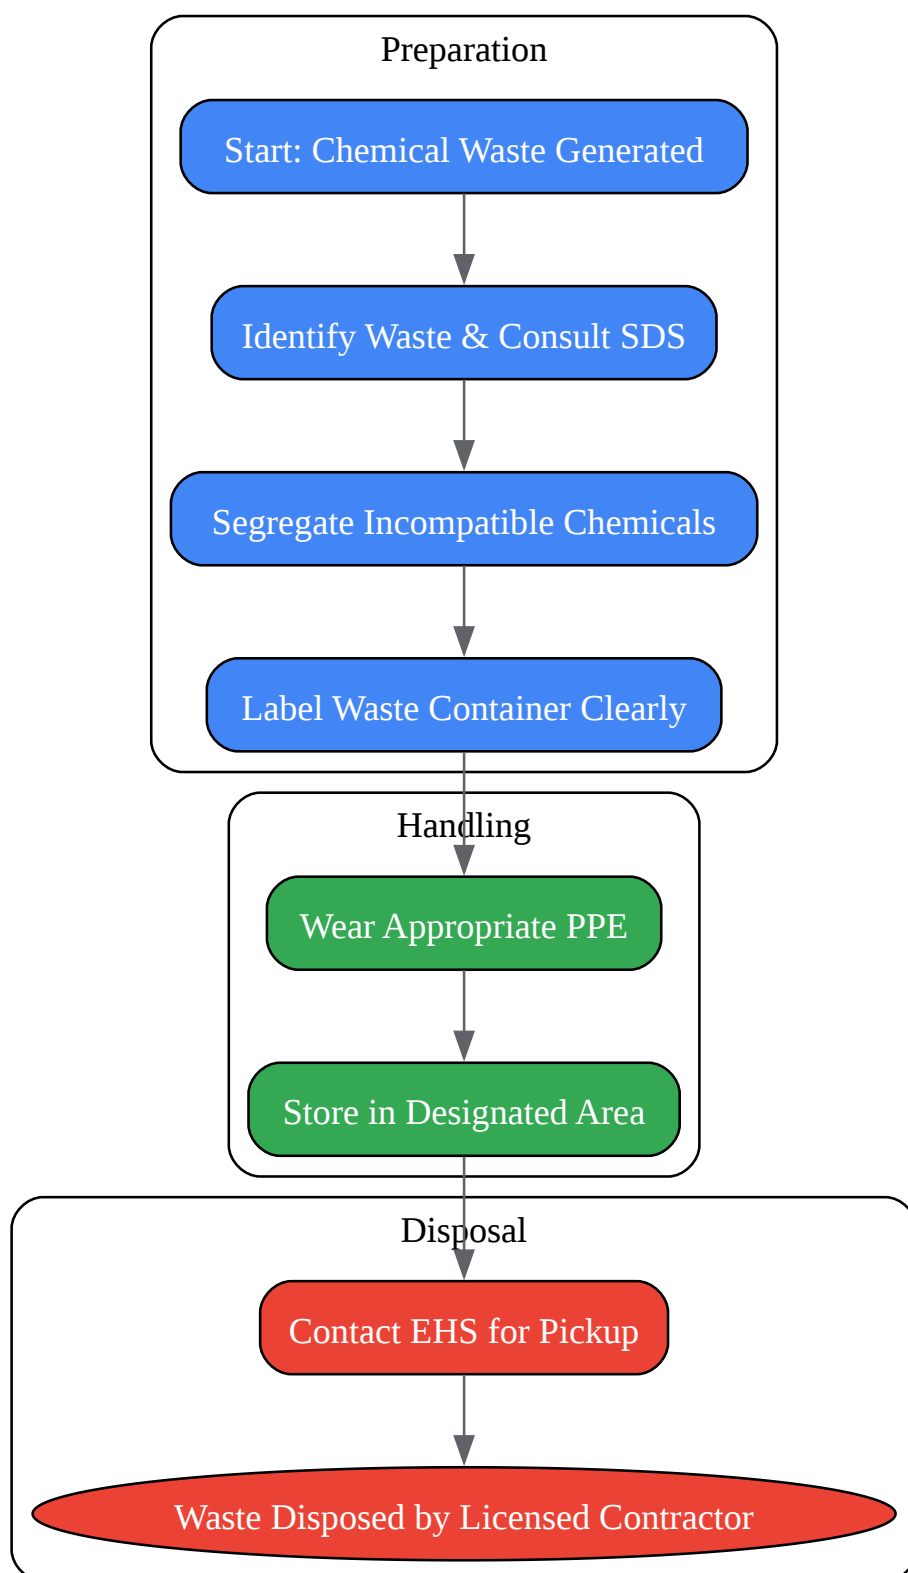 Preparation
Start: Chemical Waste Generated
Identify Waste & Consult SDS
Segregate Incompatible Chemicals
Label Waste Container Clearly
Handling
Wear Appropriate PPE
Store in Designated Area
Disposal
Contact EHS for Pickup
Waste Disposed by Licensed Contractor